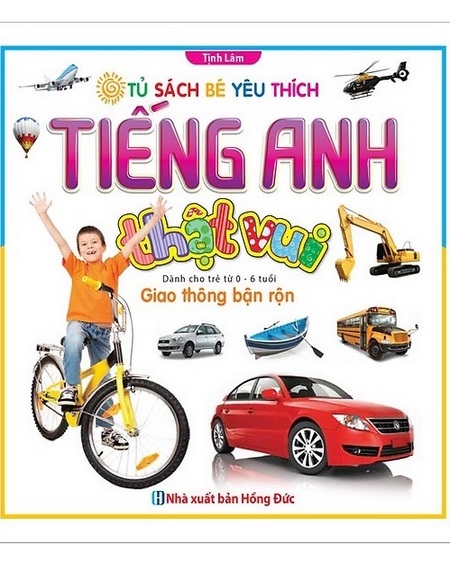 Tịnh Lâm
TỦ SÁCH BÉ YÊU THÍCH
TIẾNG ANH
thật vui
Dành cho trẻ từ 0 - 6 tuổi
Giao thông bận rộn
Nhà xuất bản Hồng Đức